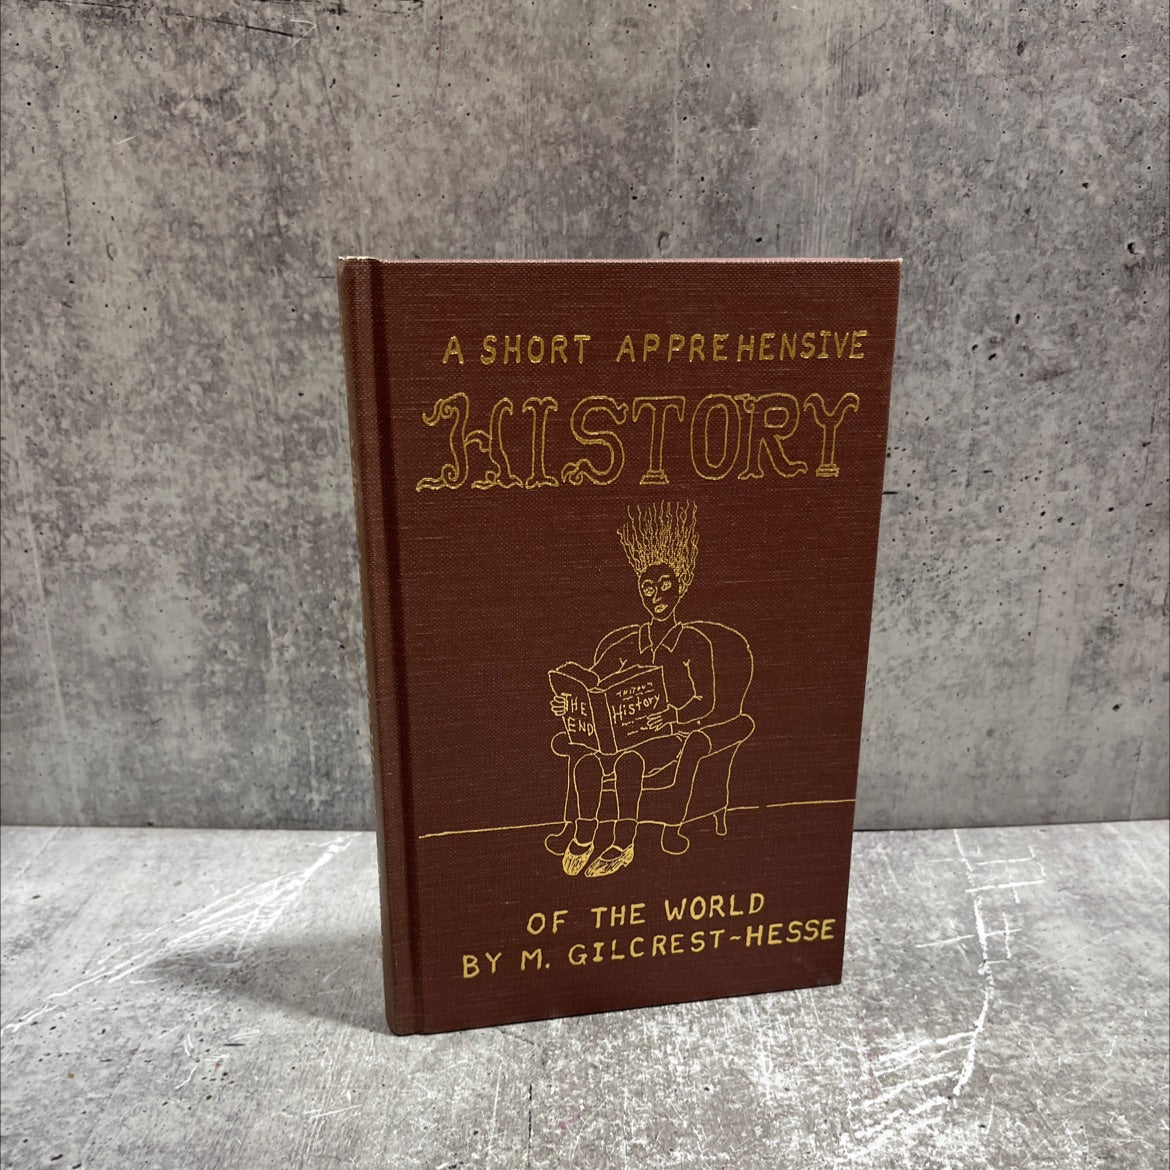 A SHORT APPREHENSIVE
HISTORY
THE
END
History
OF THE WORLD
BY M. GILCREST~HESSE